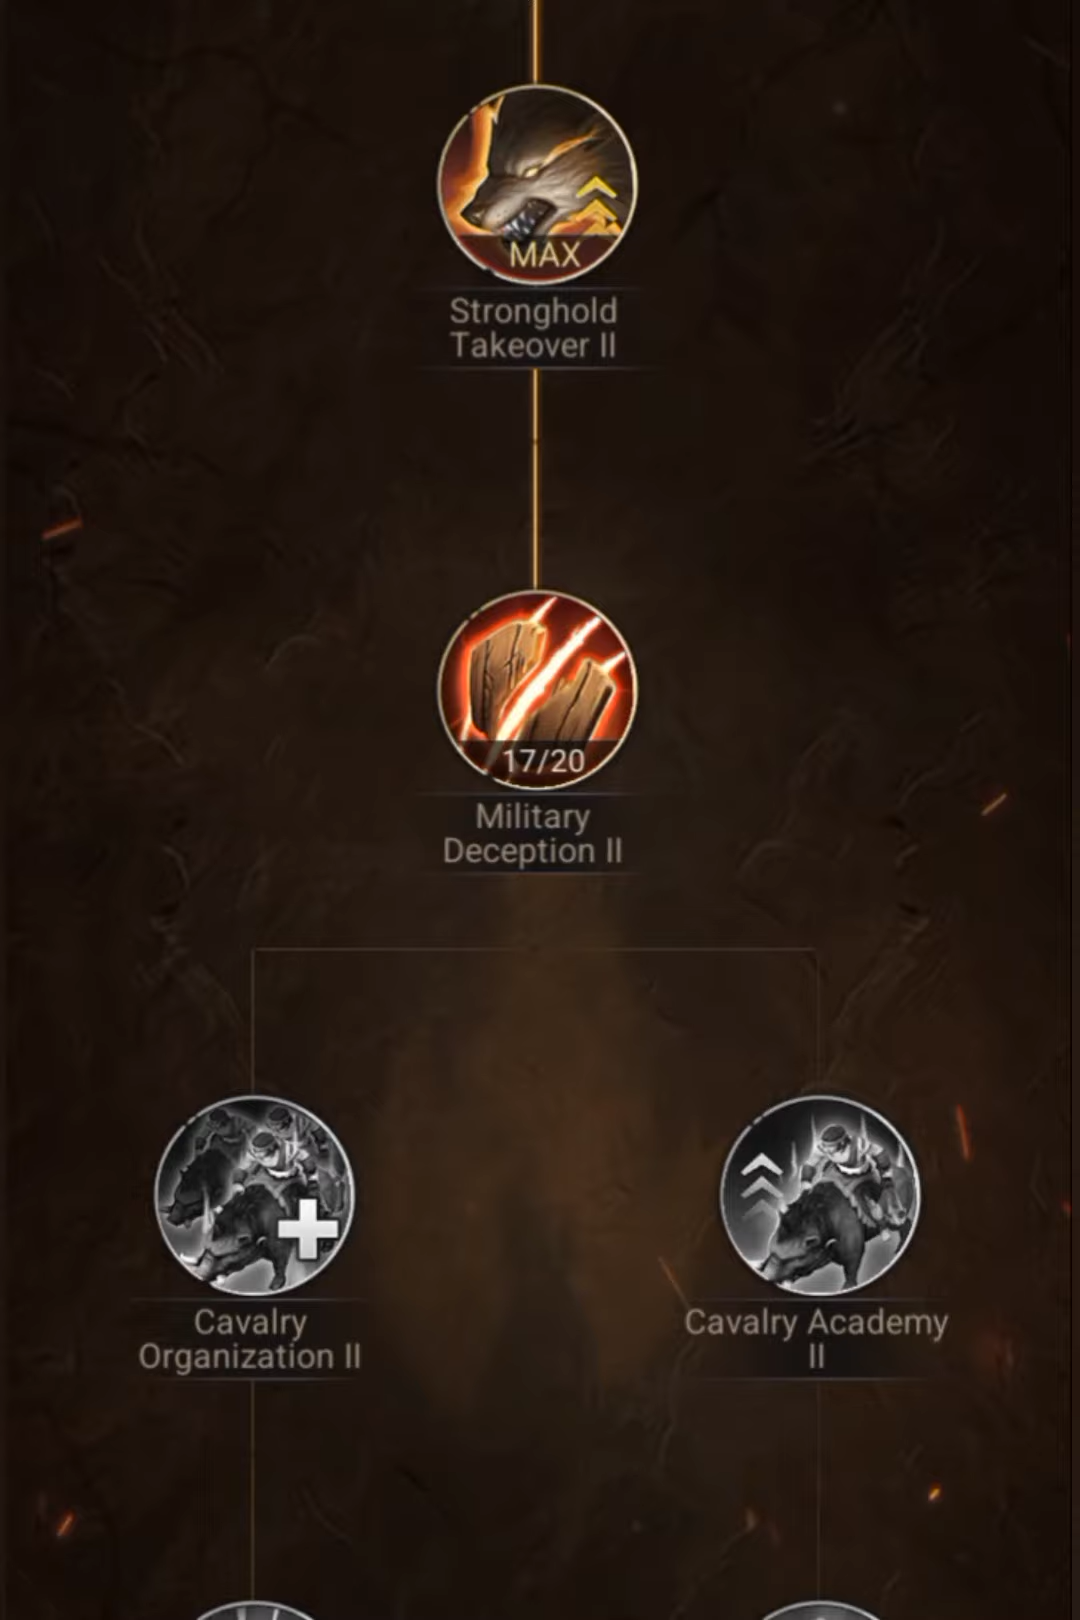 MAX
Stronghold
Takeover II
17/20
Military
Deception II
Cavalry
Organization II
Cavalry Academy
II